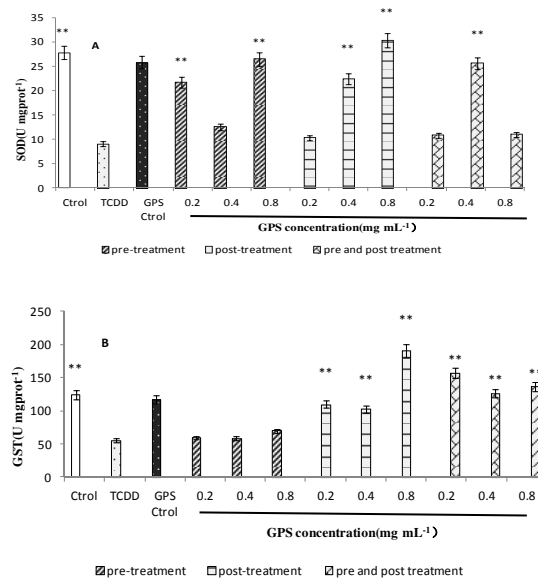 A
SOD(U mgprot⁻¹)
35
30
25
20
15
10
5
0
** ** ** ** ** **
Ctrol TCDD GPS Ctrol 0.2 0.4 0.8 0.2 0.4 0.8 0.2 0.4 0.8
GPS concentration(mg mL⁻¹)
pre-treatment post-treatment pre and post treatment
B
GST(U mgprot⁻¹)
250
200
150
100
50
0
** ** ** ** ** ** **
Ctrol TCDD GPS Ctrol 0.2 0.4 0.8 0.2 0.4 0.8 0.2 0.4 0.8
GPS concentration(mg mL⁻¹)
pre-treatment post-treatment pre and post treatment